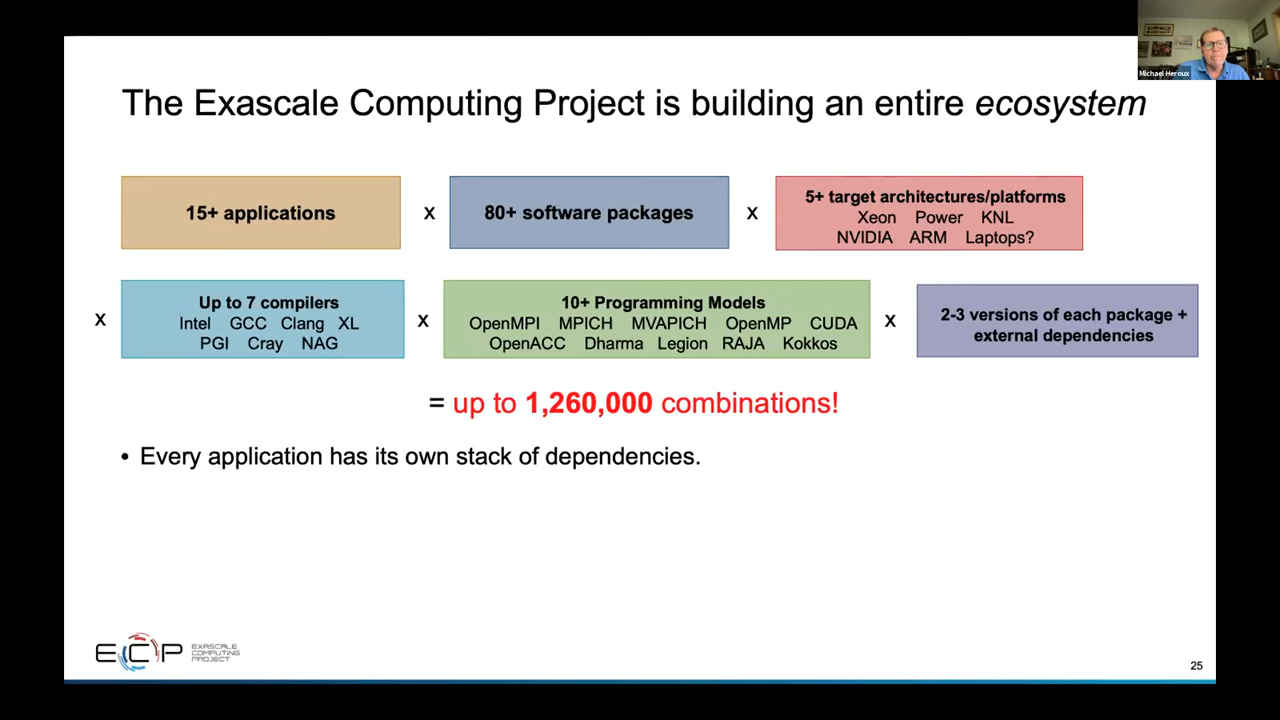 Michael Heroux
The Exascale Computing Project is building an entire ecosystem
15+ applications
x
80+ software packages
x
5+ target architectures/platforms
Xeon Power KNL
NVIDIA ARM Laptops?
x
Up to 7 compilers
Intel GCC Clang XL
PGI Cray NAG
x
10+ Programming Models
OpenMPI MPICH MVAPICH OpenMP CUDA
OpenACC Dharma Legion RAJA Kokkos
x
2-3 versions of each package +
external dependencies
= up to 1,260,000 combinations!
• Every application has its own stack of dependencies.
ECP
EXASCALE
COMPUTING
PROJECT
25